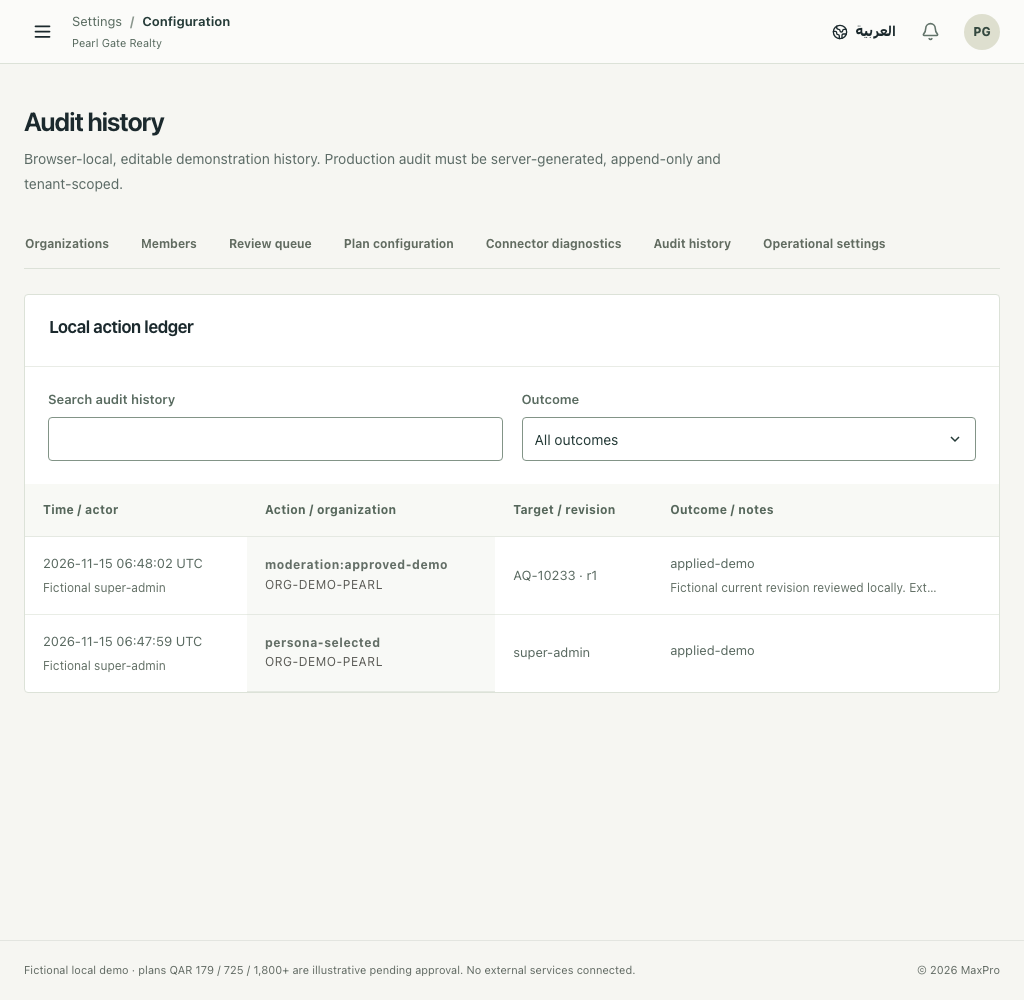 Settings / Configuration
Pearl Gate Realty
العربية
PG
Audit history
Browser-local, editable demonstration history. Production audit must be server-generated, append-only and
tenant-scoped.
Organizations Members Review queue Plan configuration Connector diagnostics Audit history Operational settings
Local action ledger
Search audit history
Outcome
All outcomes
Time / actor Action / organization Target / revision Outcome / notes
2026-11-15 06:48:02 UTC
Fictional super-admin
moderation:approved-demo
ORG-DEMO-PEARL
AQ-10233 · r1
applied-demo
Fictional current revision reviewed locally. Ext...
2026-11-15 06:47:59 UTC
Fictional super-admin
persona-selected
ORG-DEMO-PEARL
super-admin
applied-demo
Fictional local demo · plans QAR 179 / 725 / 1,800+ are illustrative pending approval. No external services connected.
© 2026 MaxPro